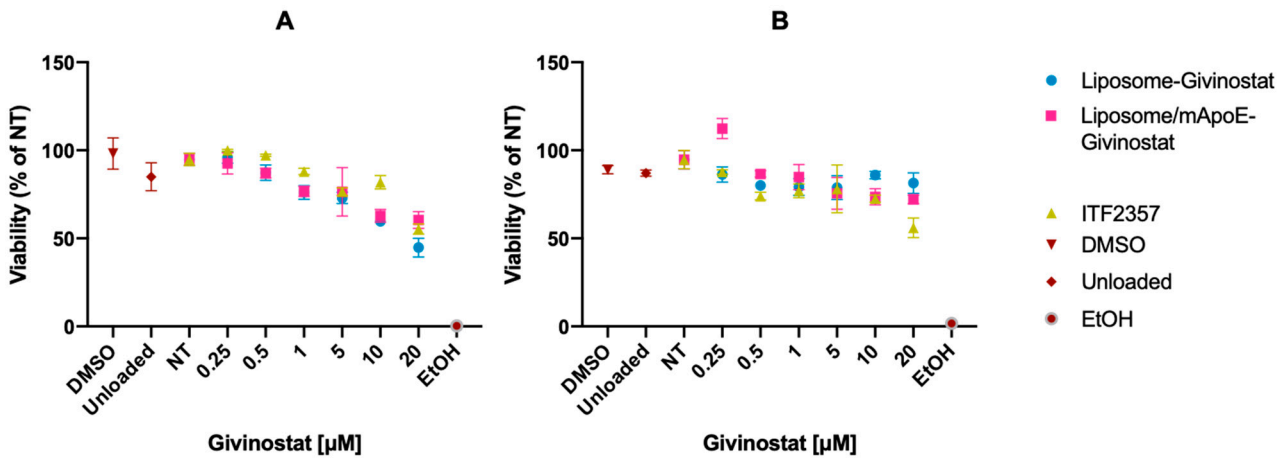 A
Viability (% of NT)
150
100
50
0
DMSO
Unloaded
NT
0.25
0.5
1
5
10
20
EtOH
Givinostat [μM]
B
Viability (% of NT)
150
100
50
0
DMSO
Unloaded
NT
0.25
0.5
1
5
10
20
EtOH
Givinostat [μM]
Liposome-Givinostat
Liposome/mApoE-
Givinostat
ITF2357
DMSO
Unloaded
EtOH